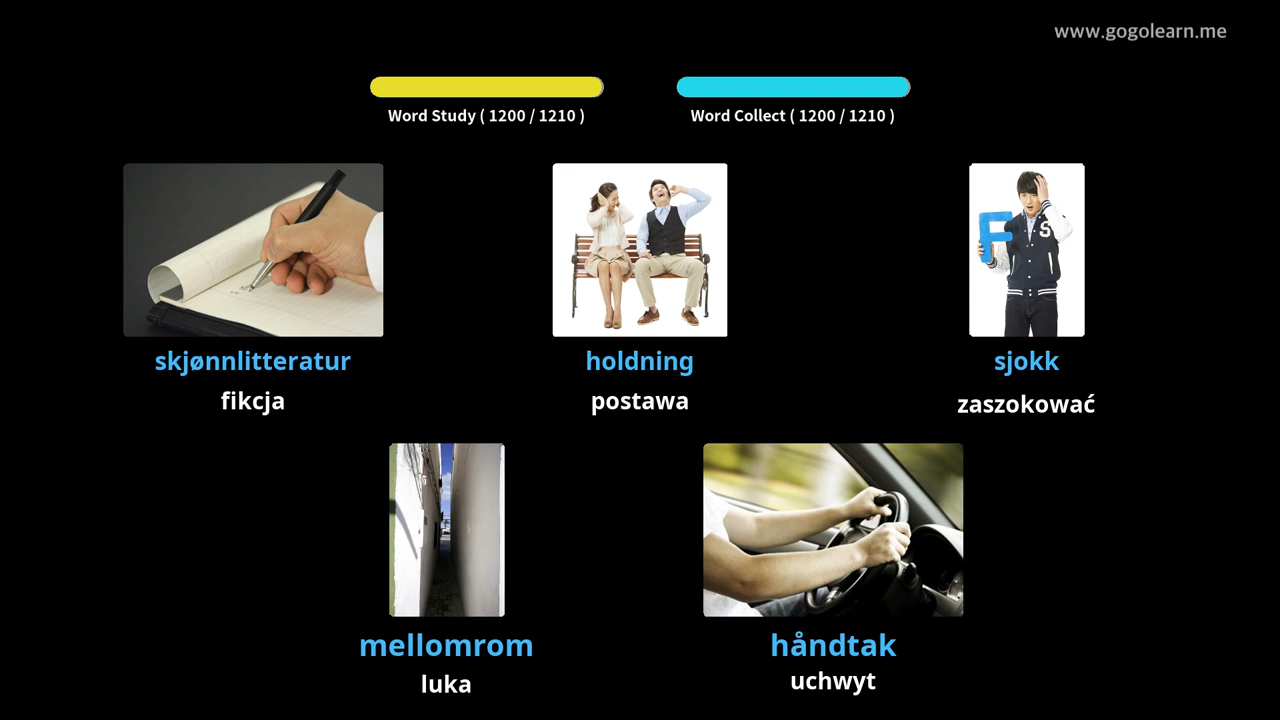 www.gogolearn.me
Word Study ( 1200 / 1210 )
Word Collect ( 1200 / 1210 )
F
S
skjønnlitteratur
fikcja
holdning
postawa
sjokk
zaszokować
mellomrom
luka
håndtak
uchwyt